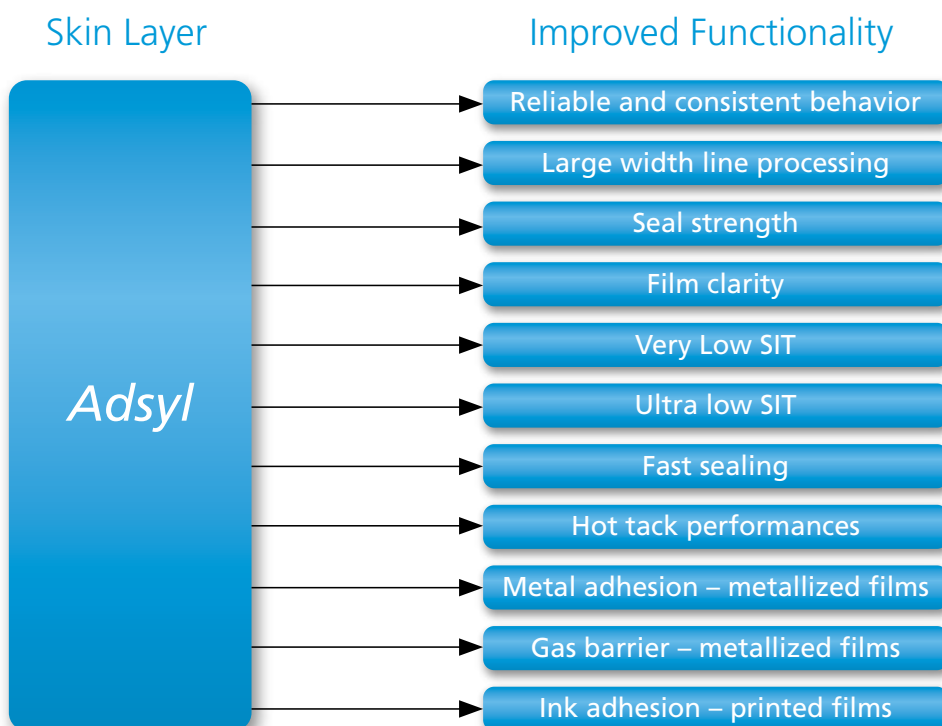 Skin Layer
Improved Functionality
Adsyl
Reliable and consistent behavior
Large width line processing
Seal strength
Film clarity
Very Low SIT
Ultra low SIT
Fast sealing
Hot tack performances
Metal adhesion – metallized films
Gas barrier – metallized films
Ink adhesion – printed films